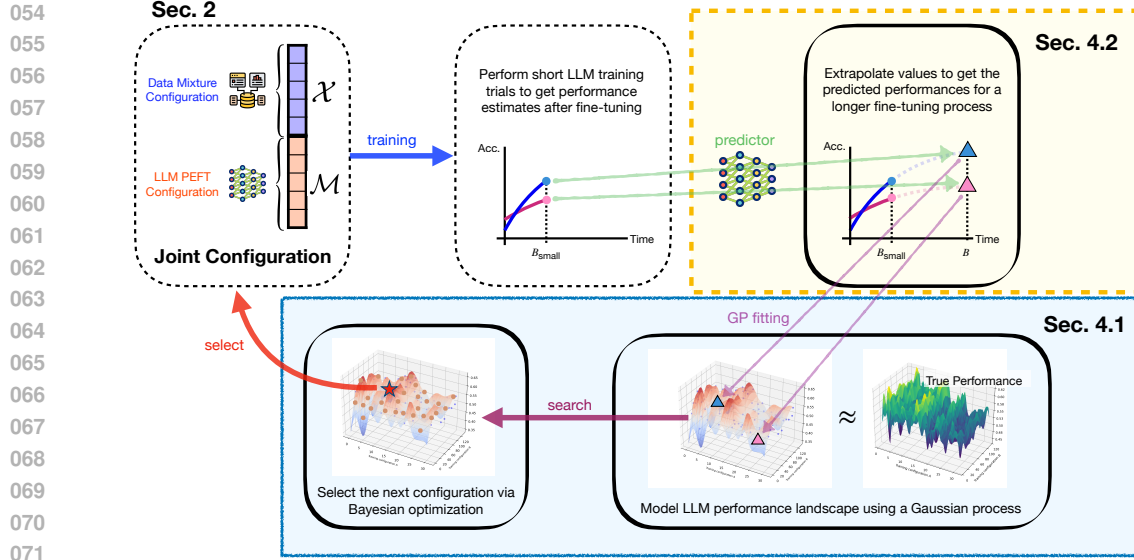 054
055
056
057
058
059
060
061
062
063
064
065
066
067
068
069
070
071
Sec. 2
Data Mixture
Configuration
𝒳
LLM PEFT
Configuration
ℳ
Joint Configuration
training
Perform short LLM training
trials to get performance
estimates after fine-tuning
Acc.
Time
B_small
predictor
Sec. 4.2
Extrapolate values to get the
predicted performances for a
longer fine-tuning process
Acc.
Time
B_small
B
select
Sec. 4.1
GP fitting
search
Select the next configuration via
Bayesian optimization
≈
True Performance
Model LLM performance landscape using a Gaussian process